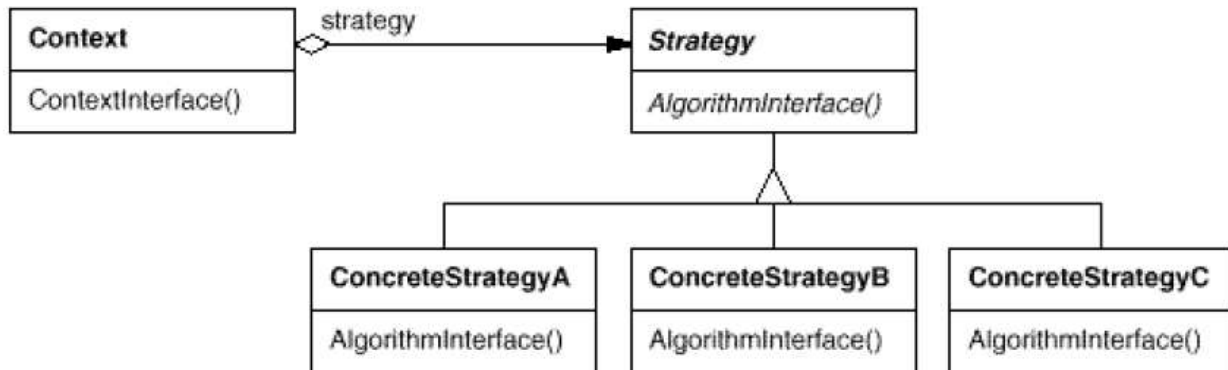 Context
strategy
Strategy
ContextInterface()
AlgorithmInterface()
ConcreteStrategyA
ConcreteStrategyB
ConcreteStrategyC
AlgorithmInterface()
AlgorithmInterface()
AlgorithmInterface()